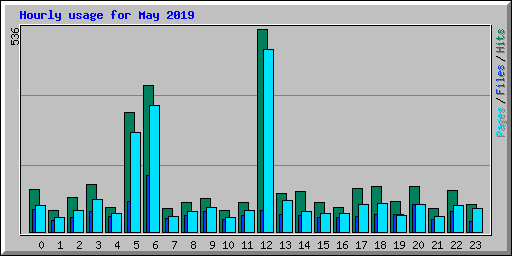 Hourly usage for May 2019
536
Pages/Files/Hits
0 1 2 3 4 5 6 7 8 9 10 11 12 13 14 15 16 17 18 19 20 21 22 23